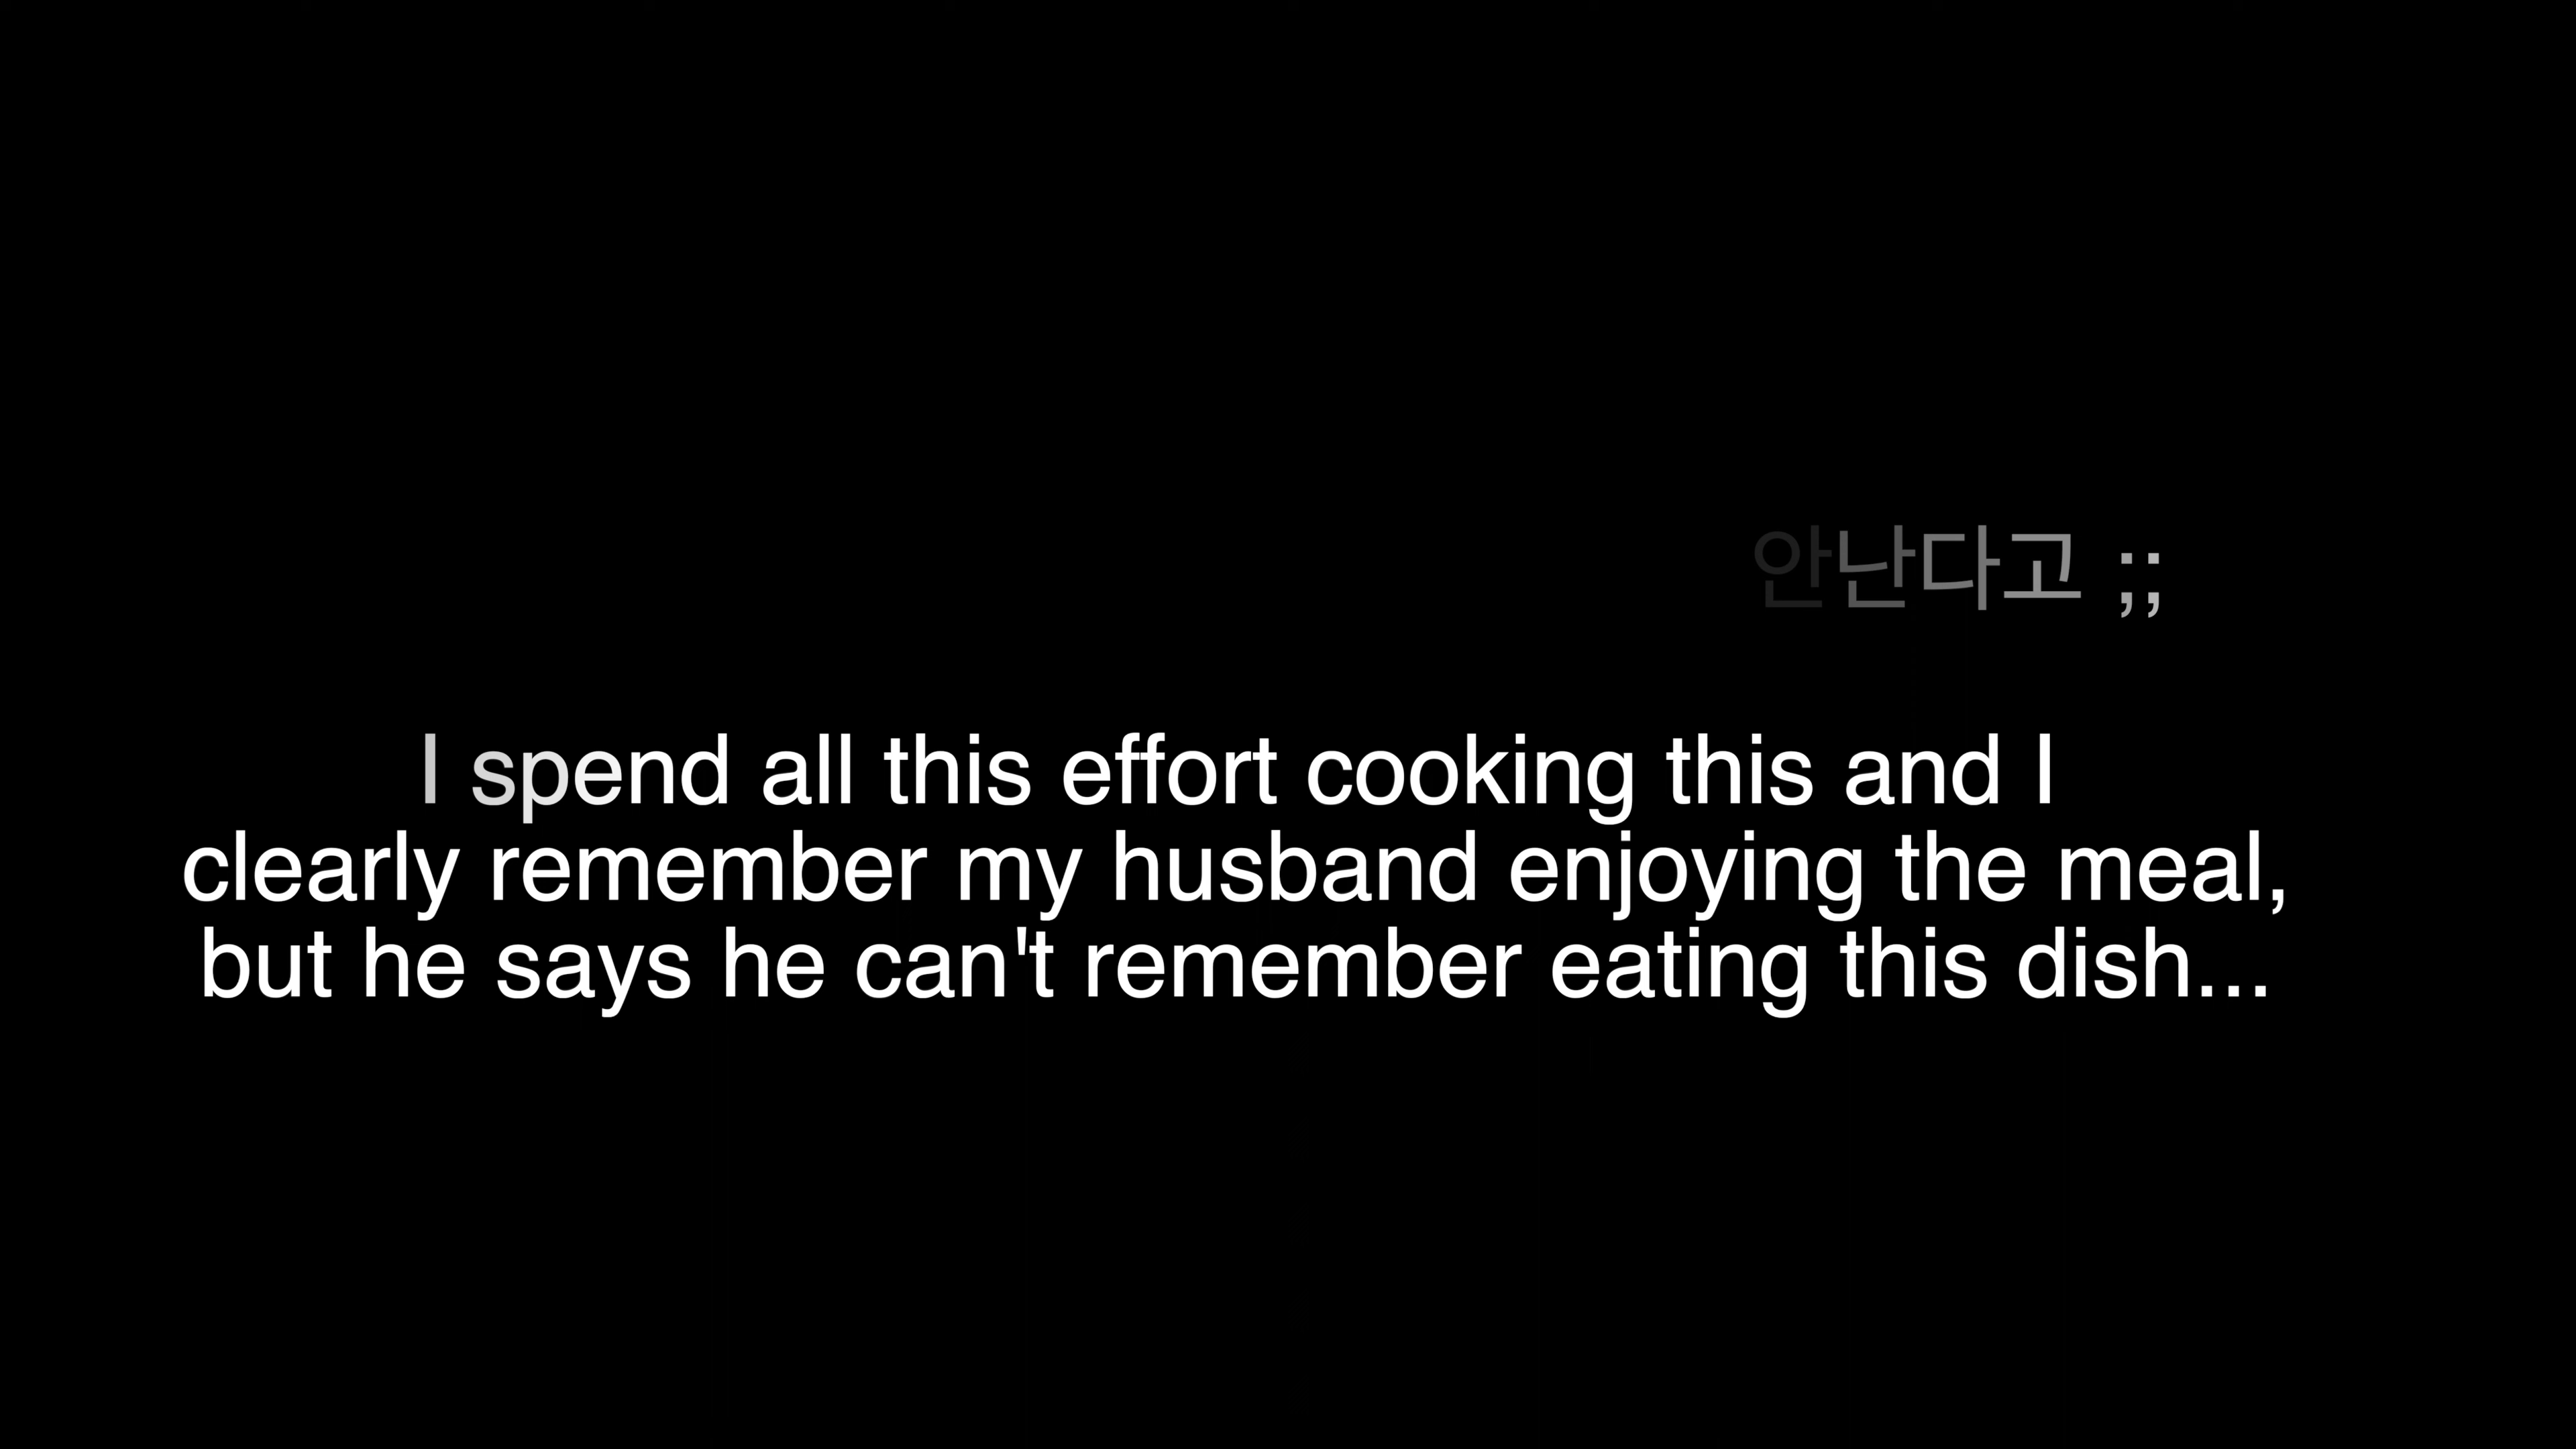 안난다고 ;;
I spend all this effort cooking this and I
clearly remember my husband enjoying the meal,
but he says he can't remember eating this dish...